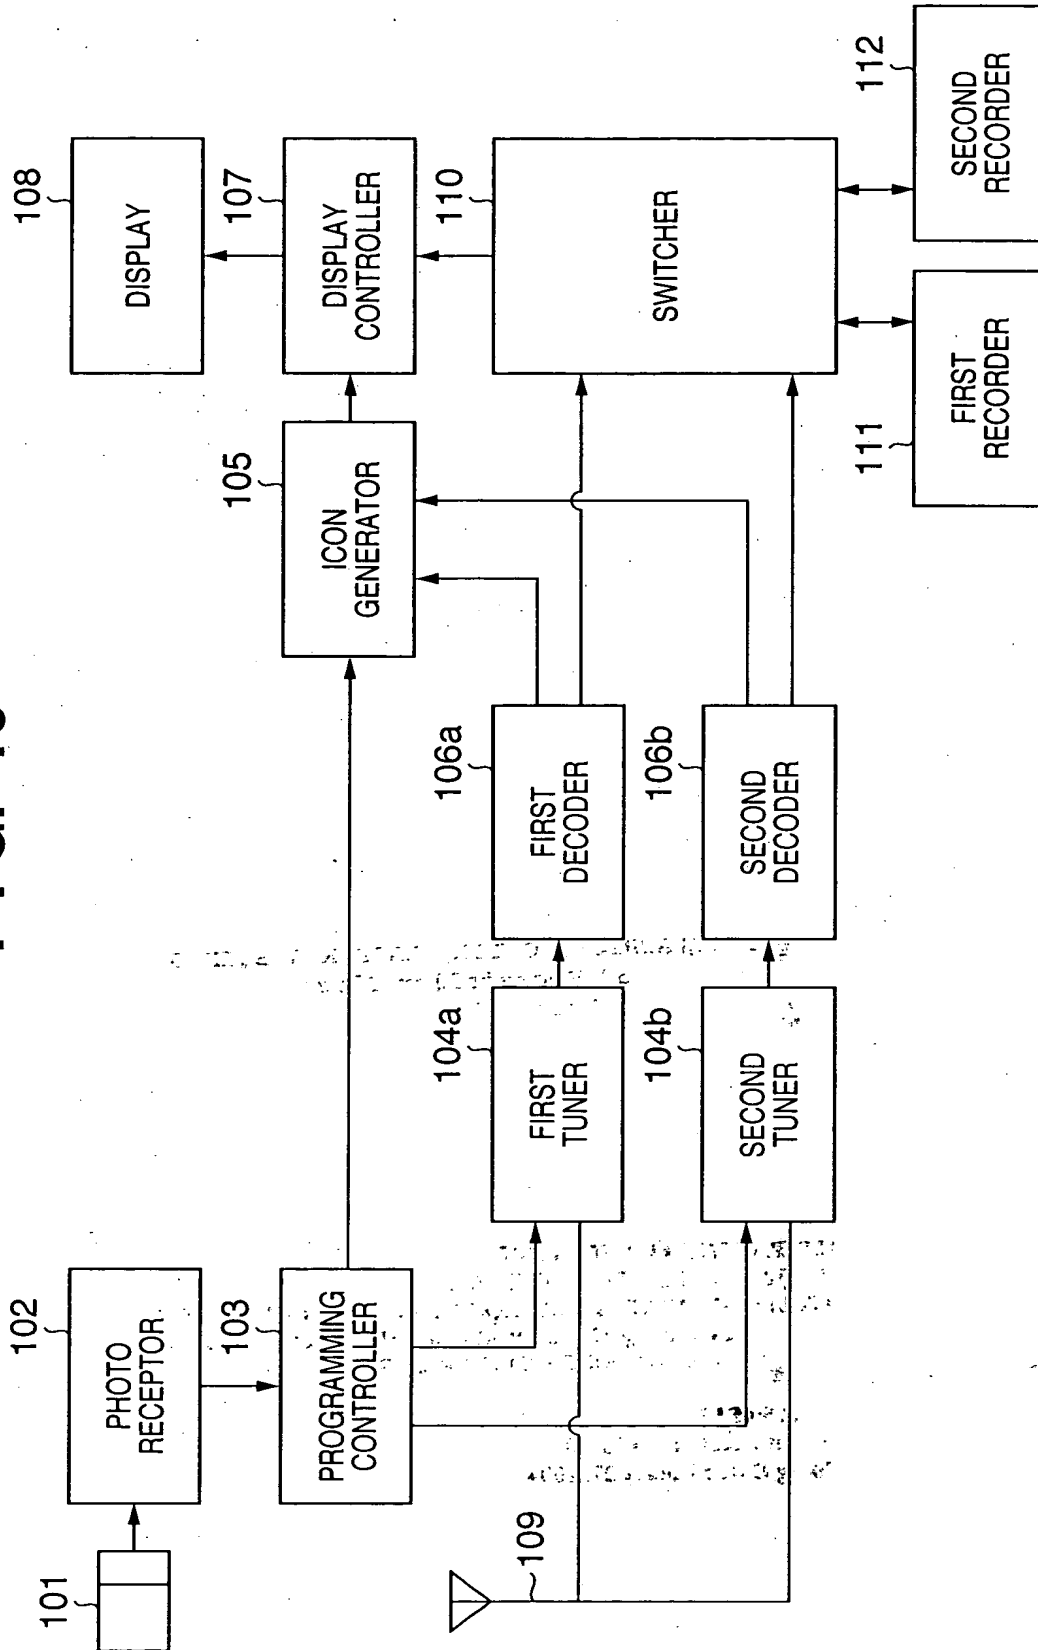 101
102
PHOTO
RECEPTOR
108
DISPLAY
103
PROGRAMMING
CONTROLLER
105
ICON
GENERATOR
107
DISPLAY
CONTROLLER
109
104a
FIRST
TUNER
106a
FIRST
DECODER
110
SWITCHER
104b
SECOND
TUNER
106b
SECOND
DECODER
111
FIRST
RECORDER
112
SECOND
RECORDER